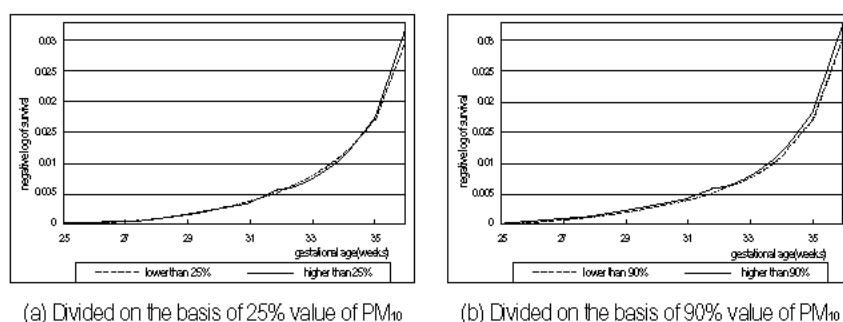 0.03
0.025
0.02
0.025
0.01
0.005
0
negative log of survival
25 27 29 31 33 35
gestational age(weeks)
lower than 25% higher than 25%
(a) Divided on the basis of 25% value of PM₁₀
0.03
0.025
0.02
0.025
0.01
0.005
0
negative log of survival
25 27 29 31 33 35
gestational age(weeks)
lower than 90% higher than 90%
(b) Divided on the basis of 90% value of PM₁₀